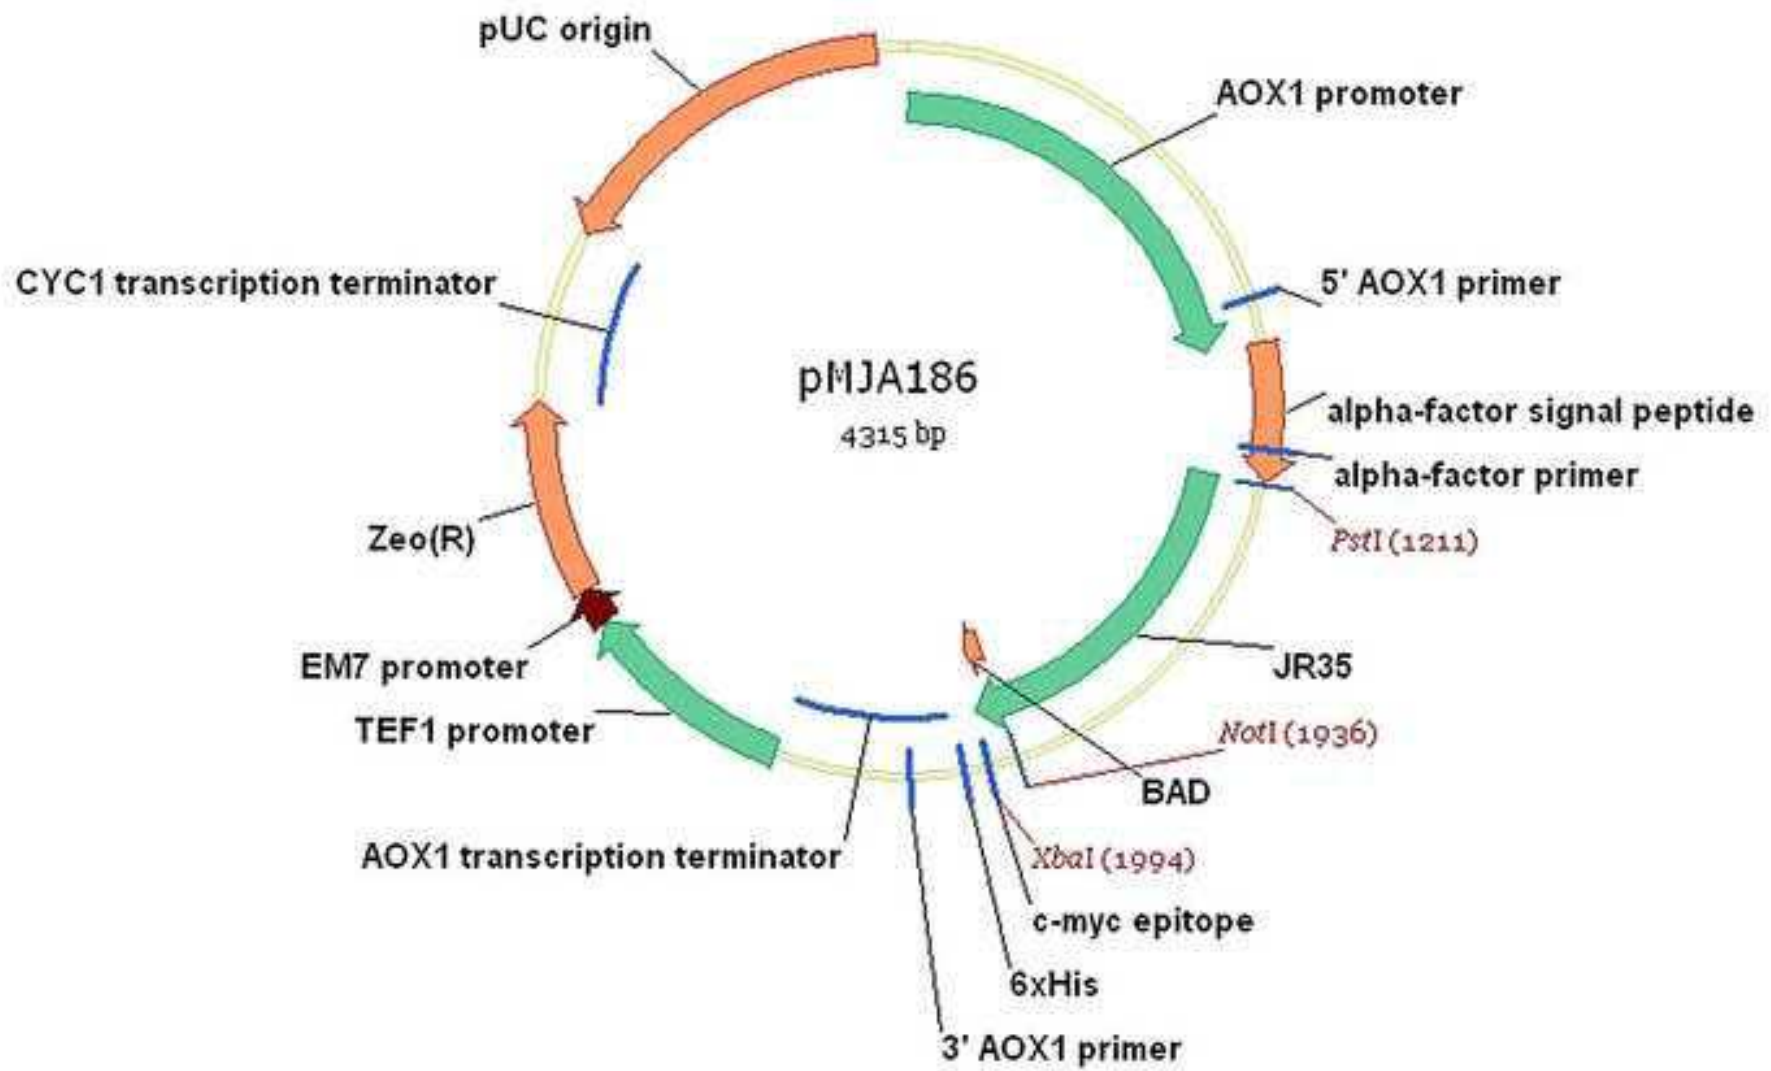 pUC origin
AOX1 promoter
CYC1 transcription terminator
5' AOX1 primer
pMJA186
4315 bp
alpha-factor signal peptide
alpha-factor primer
Zeo(R)
PstI (1211)
EM7 promoter
JR35
TEF1 promoter
NotI (1936)
BAD
AOX1 transcription terminator
XbaI (1994)
c-myc epitope
6xHis
3' AOX1 primer